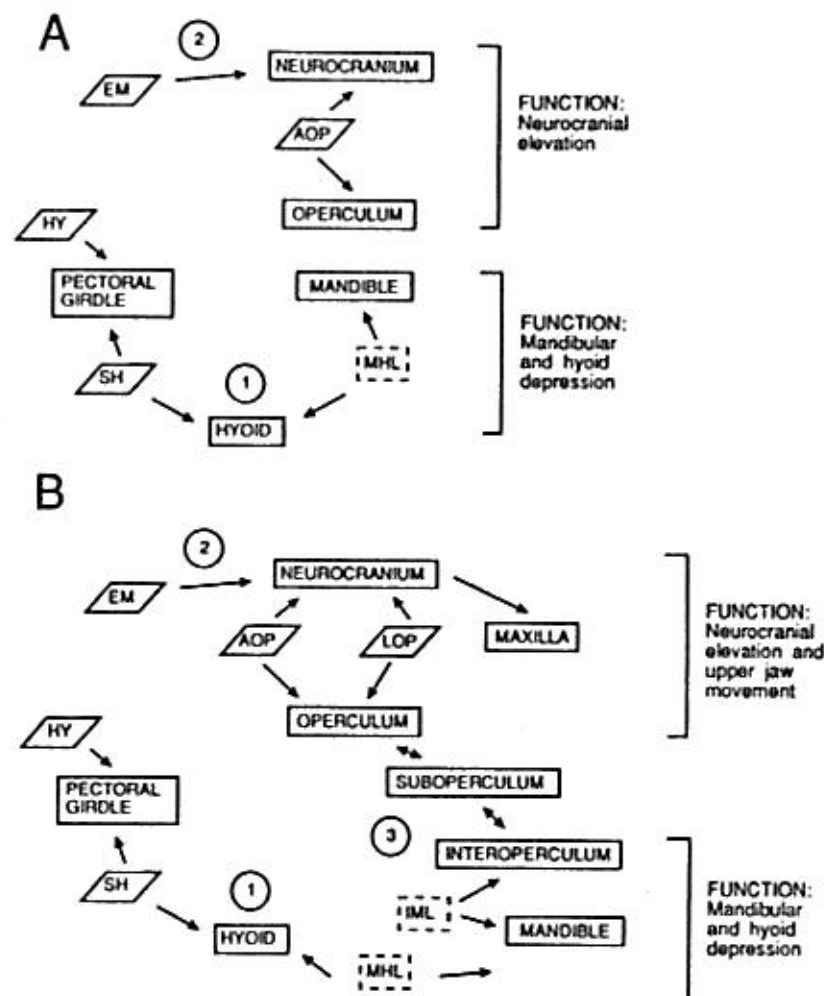 A
2
EM
NEUROCRANIUM
AOP
OPERCULUM
FUNCTION:
Neurocranial
elevation
HY
PECTORAL
GIRDLE
MANDIBLE
SH
1
MHL
HYOID
FUNCTION:
Mandibular
and hyoid
depression
B
2
EM
NEUROCRANIUM
AOP
LOP
MAXILLA
OPERCULUM
FUNCTION:
Neurocranial
elevation and
upper jaw
movement
HY
PECTORAL
GIRDLE
SUBOPERCULUM
3
INTEROPERCULUM
SH
1
IML
MANDIBLE
HYOID
MHL
FUNCTION:
Mandibular
and hyoid
depression